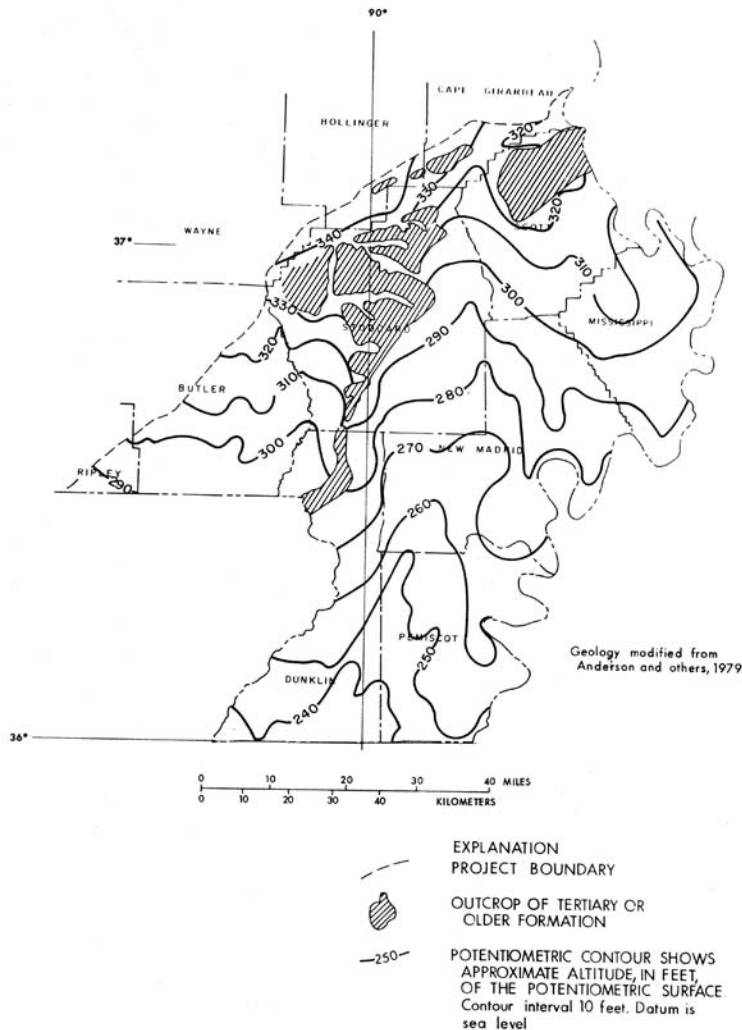 90°
CAPE GIRARDEAU
BOLLINGER
320
330
SCOTT
320
WAYNE
37°
340
310
300
330
STODDARD
MISSISSIPPI
320
290
BUTLER
310
280
300
270
NEW MADRID
RIPLEY
290
260
PEMISCOT
250
Geology modified from
Anderson and others, 1979
DUNKLIN
240
36°
0 10 20 30 40 MILES
0 10 20 30 40 KILOMETERS
EXPLANATION
PROJECT BOUNDARY
OUTCROP OF TERTIARY OR
OLDER FORMATION
250
POTENTIOMETRIC CONTOUR SHOWS
APPROXIMATE ALTITUDE, IN FEET,
OF THE POTENTIOMETRIC SURFACE.
Contour interval 10 feet. Datum is
sea level